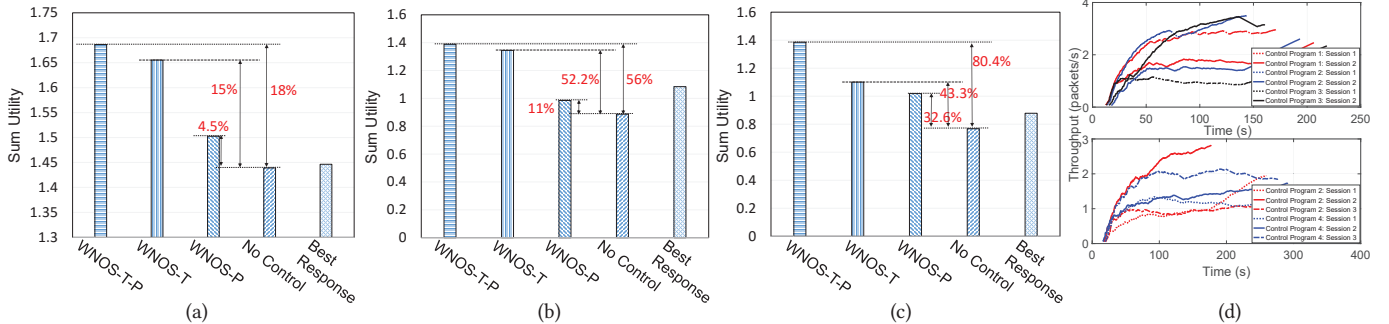 Sum Utility
1.75
1.7
1.65
1.6
1.55
1.5
1.45
1.4
1.35
1.3
15%
18%
4.5%
WNOS-T-P
WNOS-T
WNOS-P
No Control
Best
Response
(a)
Sum Utility
1.6
1.4
1.2
1
0.8
0.6
0.4
0.2
0
52.2%
56%
11%
WNOS-T-P
WNOS-T
WNOS-P
No Control
Best
Response
(b)
Sum Utility
1.6
1.4
1.2
1
0.8
0.6
0.4
0.2
0
80.4%
43.3%
32.6%
WNOS-T-P
WNOS-T
WNOS-P
No Control
Best
Response
(c)
Throughput (packets/s)
4
2
0
Control Program 1: Session 1
Control Program 1: Session 2
Control Program 2: Session 1
Control Program 2: Session 2
Control Program 3: Session 1
Control Program 3: Session 2
0 50 100 150 200 250
Time (s)
3
2
1
0
Control Program 2: Session 1
Control Program 2: Session 2
Control Program 2: Session 3
Control Program 4: Session 1
Control Program 4: Session 2
Control Program 4: Session 3
0 100 200 300 400
Time (s)
(d)